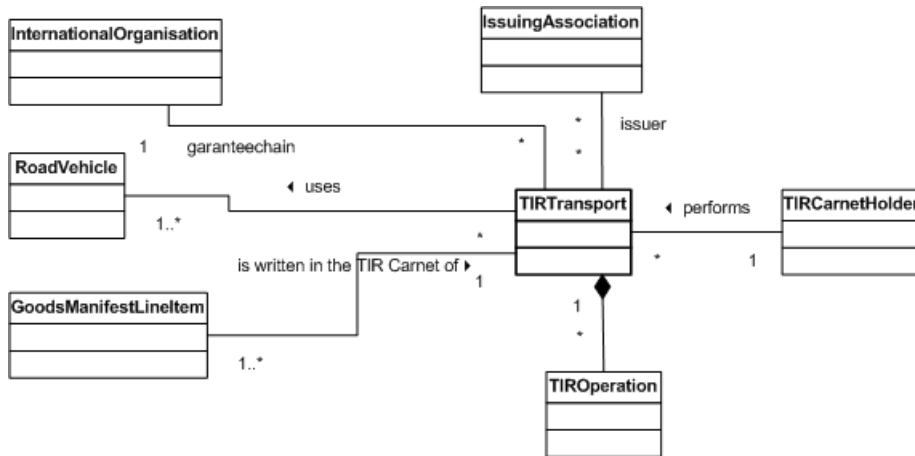 IssuingAssociation
InternationalOrganisation
*
issuer
1
garanteechain
*
*
RoadVehicle
◄ uses
TIRTransport
◄ performs
TIRCarnetHolder
1..*
*
is written in the TIR Carnet of ►
*
1
1
GoodsManifestLineItem
1
*
1..*
TIROperation